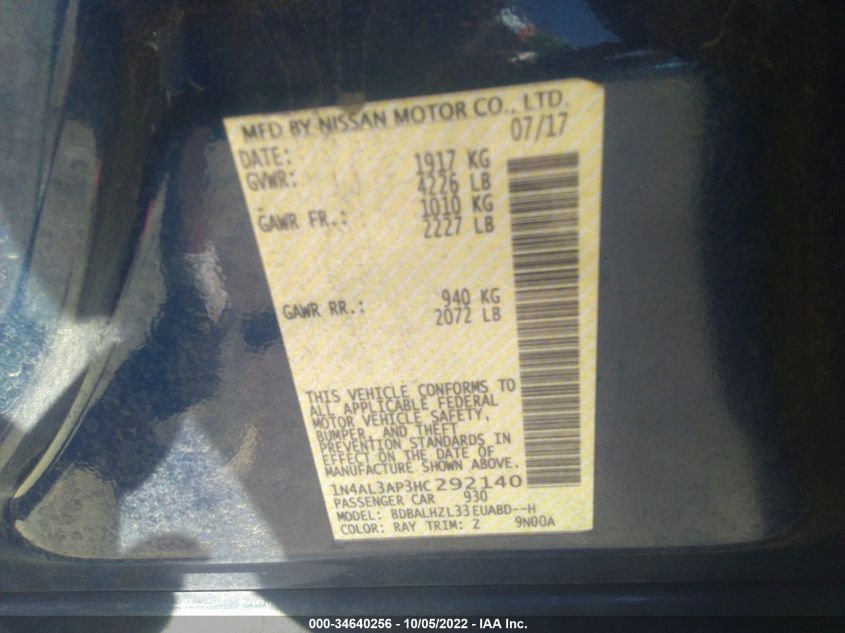 MFD BY NISSAN MOTOR CO., LTD.
DATE: 07/17
GVWR: 1917 KG
4226 LB
GAWR FR.: 1010 KG
2227 LB
GAWR RR.: 940 KG
2072 LB
THIS VEHICLE CONFORMS TO
ALL APPLICABLE FEDERAL
MOTOR VEHICLE SAFETY,
BUMPER, AND THEFT
PREVENTION STANDARDS IN
EFFECT ON THE DATE OF
MANUFACTURE SHOWN ABOVE.
1N4AL3AP3HC292140
PASSENGER CAR 930
MODEL: BDBALHZL33EUABD--H
COLOR: RAY TRIM: Z 9N00A
000-34640256 - 10/05/2022 - IAA Inc.